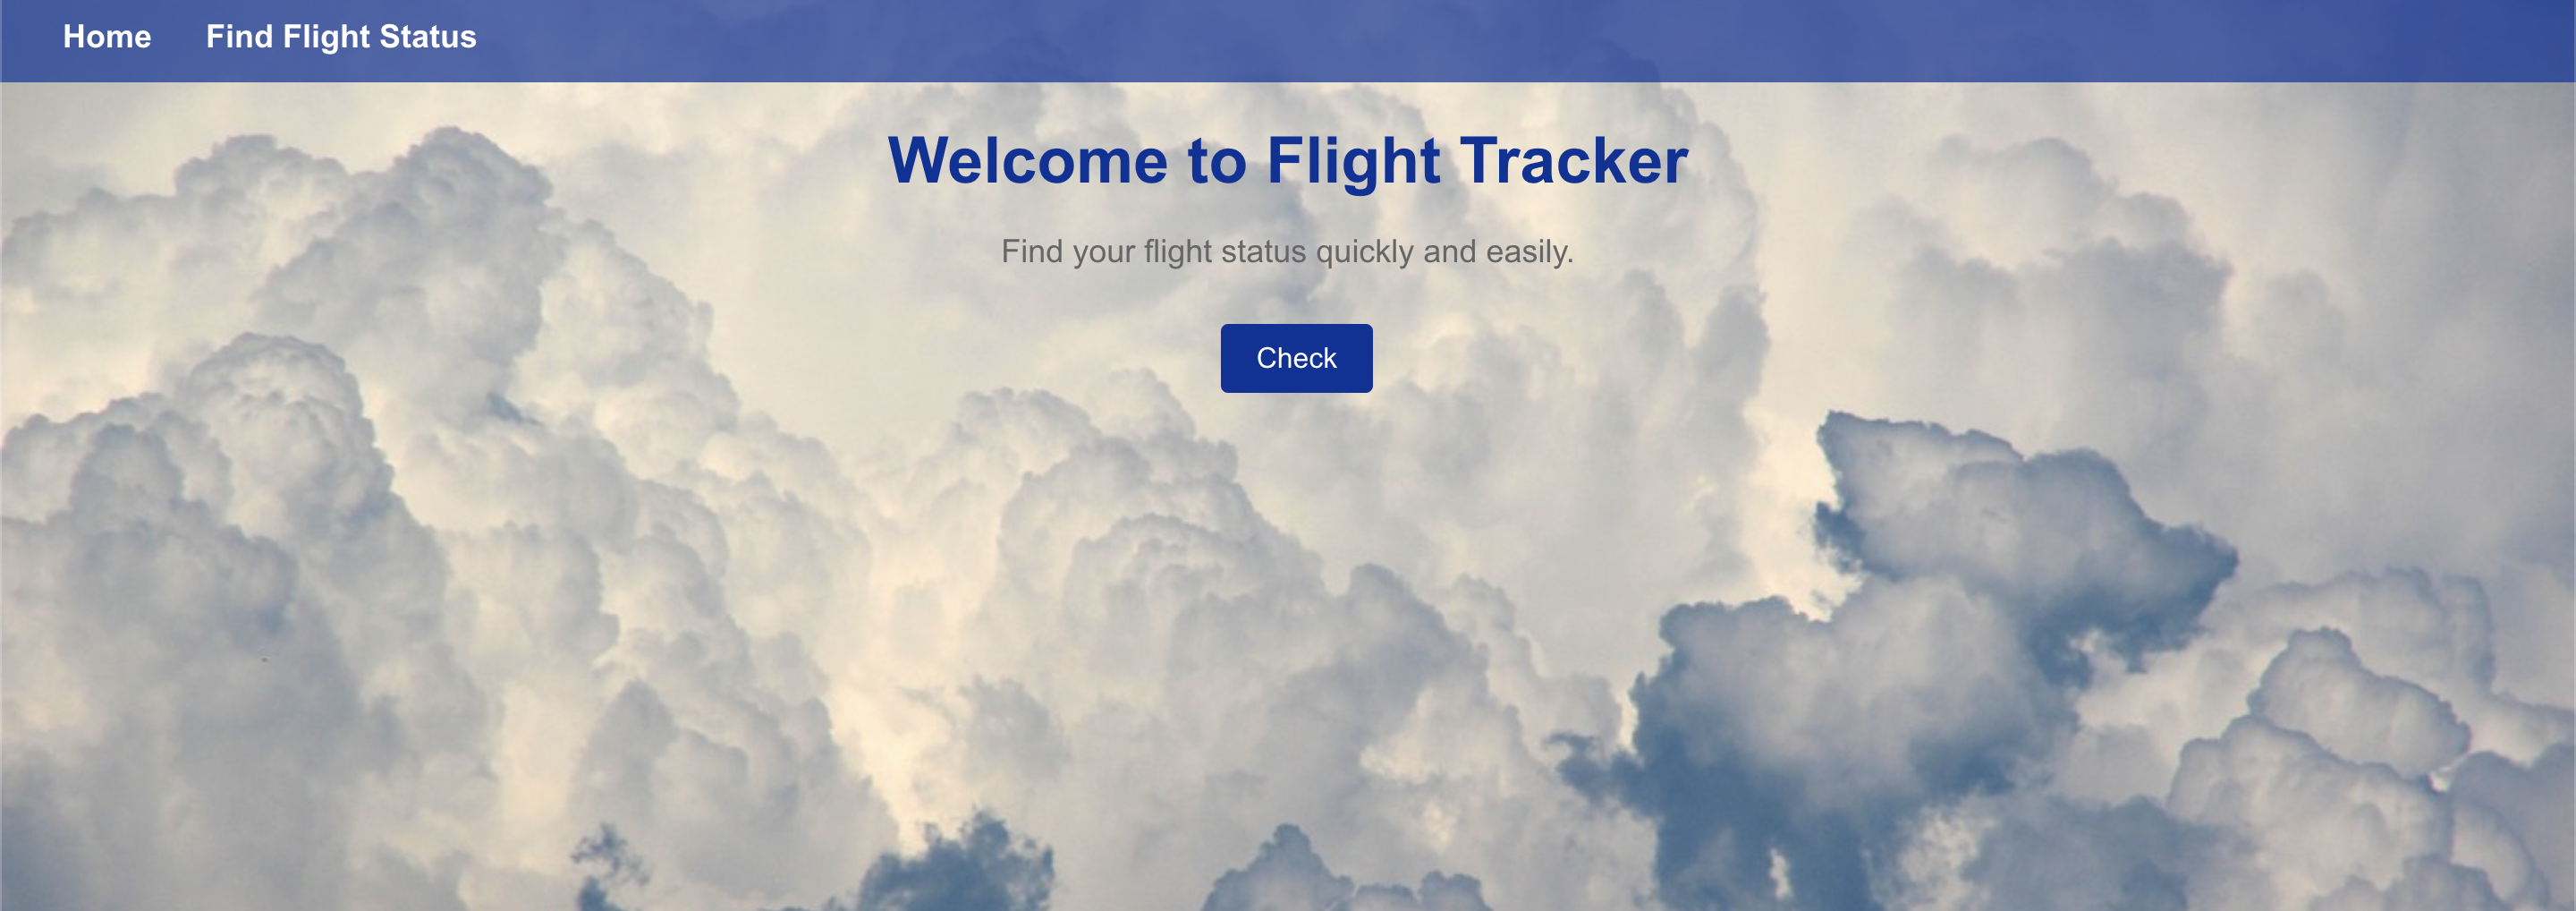 Home Find Flight Status
Welcome to Flight Tracker
Find your flight status quickly and easily.
Check